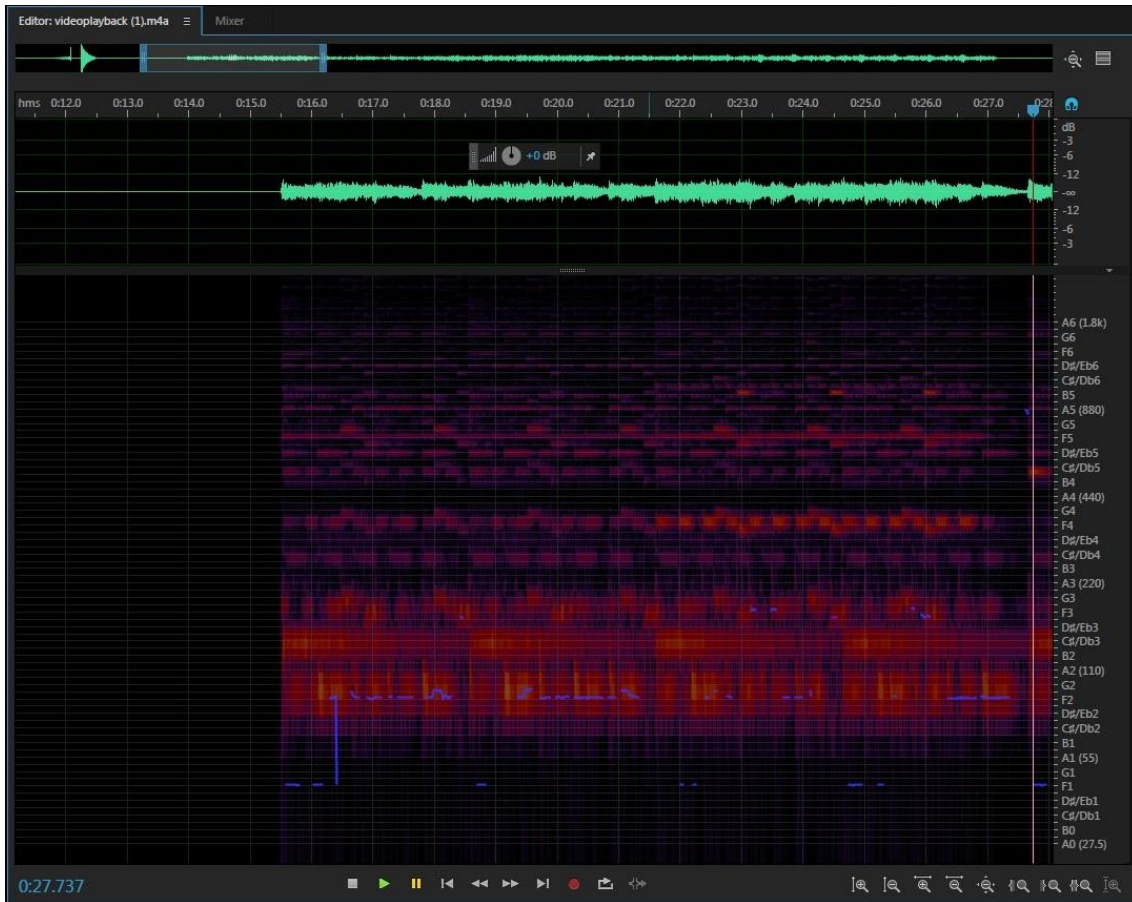 Editor: videoplayback (1).m4a ≡ Mixer
hms 0:12.0 0:13.0 0:14.0 0:15.0 0:16.0 0:17.0 0:18.0 0:19.0 0:20.0 0:21.0 0:22.0 0:23.0 0:24.0 0:25.0 0:26.0 0:27.0 0:28
dB
-3
-6
+0 dB
-12
-∞
-12
-6
-3
A6 (1.8k)
G6
F6
D♯/Eb6
C♯/Db6
B5
A5 (880)
G5
F5
D♯/Eb5
C♯/Db5
B4
A4 (440)
G4
F4
D♯/Eb4
C♯/Db4
B3
A3 (220)
G3
F3
D♯/Eb3
C♯/Db3
B2
A2 (110)
G2
F2
D♯/Eb2
C♯/Db2
B1
A1 (55)
G1
F1
D♯/Eb1
C♯/Db1
B0
A0 (27.5)
0:27.737